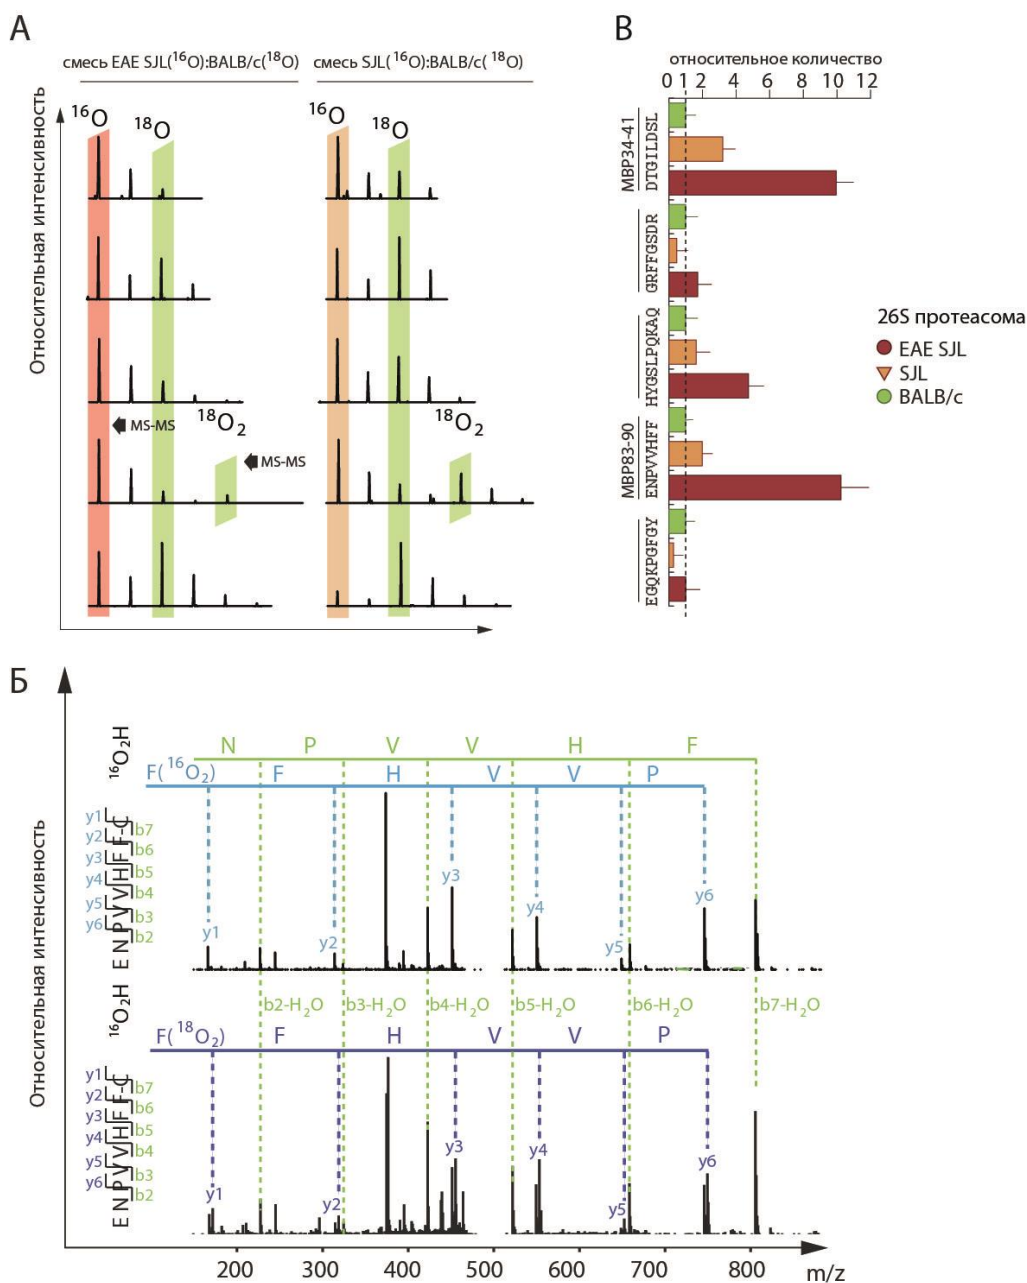 А
смесь EAE SJL(¹⁶O):BALB/c(¹⁸O)
смесь SJL(¹⁶O):BALB/c(¹⁸O)
Относительная интенсивность
¹⁶O
¹⁸O
¹⁶O
¹⁸O
MS-MS
¹⁸O₂
MS-MS
¹⁸O₂
В
относительное количество
0 1 2 4 6 8 10 12
MBP34-41
DTGILDSL
GRFFGSDR
HYGSLPQKAQ
MBP83-90
ENPVVHFF
EGQKPGFGY
26S протеасома
EAE SJL
SJL
BALB/c
Б
Относительная интенсивность
¹⁶O₂H
N P V V H F
F(¹⁶O₂) F H V V P
y1
y2
y3
y4
y5
y6
b7
b6
b5
b4
b3
b2
ENPVVHFF-C
y1
y2
y3
y4
y5
y6
b2-H₂O
b3-H₂O
b4-H₂O
b5-H₂O
b6-H₂O
b7-H₂O
¹⁶O₂H
F(¹⁸O₂) F H V V P
y1
y2
y3
y4
y5
y6
b7
b6
b5
b4
b3
b2
ENPVVHFF-C
y1
y2
y3
y4
y5
y6
200 300 400 500 600 700 800 m/z